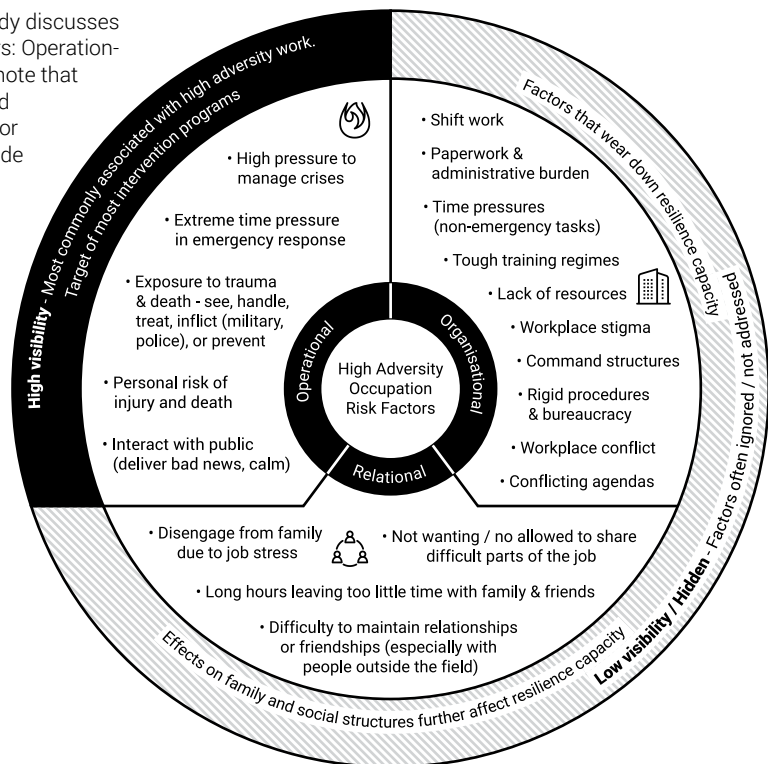 dy discusses
s: Operation-
note that
d
or
de
High visibility - Most commonly associated with high adversity work.
Target of most intervention programs
• High pressure to
manage crises
• Extreme time pressure
in emergency response
• Exposure to trauma
& death - see, handle,
treat, inflict (military,
police), or prevent
• Personal risk of
injury and death
• Interact with public
(deliver bad news, calm)
Factors that wear down resilience capacity
• Shift work
• Paperwork &
administrative burden
• Time pressures
(non-emergency tasks)
• Tough training regimes
• Lack of resources
• Workplace stigma
• Command structures
• Rigid procedures
& bureaucracy
• Workplace conflict
• Conflicting agendas
Low visibility / Hidden - Factors often ignored / not addressed
Operational
Organisational
Relational
High Adversity
Occupation
Risk Factors
• Disengage from family
due to job stress
• Not wanting / no allowed to share
difficult parts of the job
• Long hours leaving too little time with family & friends
• Difficulty to maintain relationships
or friendships (especially with
people outside the field)
Effects on family and social structures further affect resilience capacity